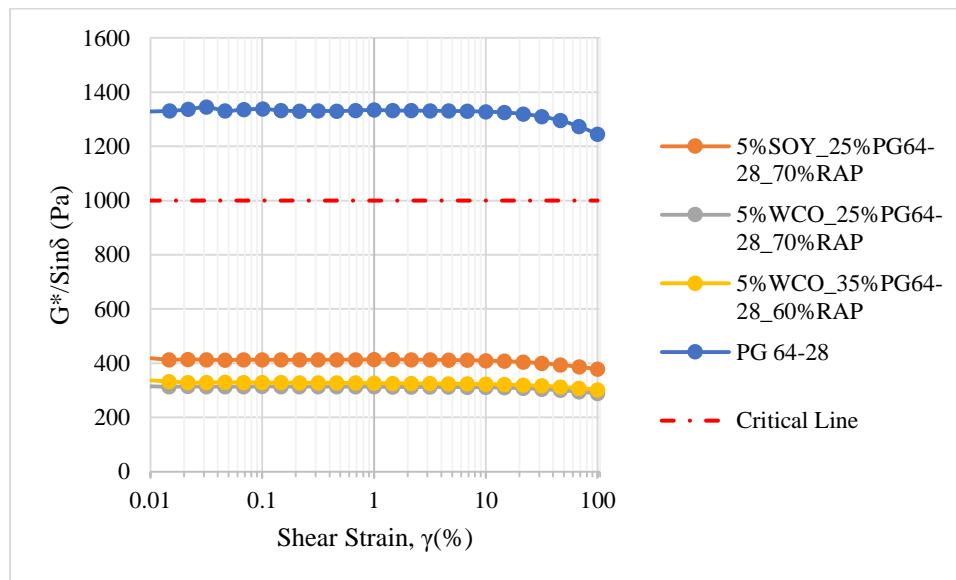 1600
1400
1200
1000
800
600
400
200
0
G*/Sinδ (Pa)
0.01 0.1 1 10 100
Shear Strain, γ(%)
5%SOY_25%PG64-
28_70%RAP
5%WCO_25%PG64-
28_70%RAP
5%WCO_35%PG64-
28_60%RAP
PG 64-28
Critical Line